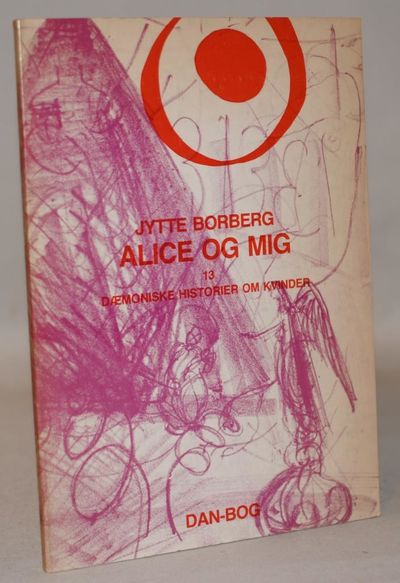 JYTTE BORBERG
ALICE OG MIG
13
DÆMONISKE HISTORIER OM KVINDER
DAN-BOG